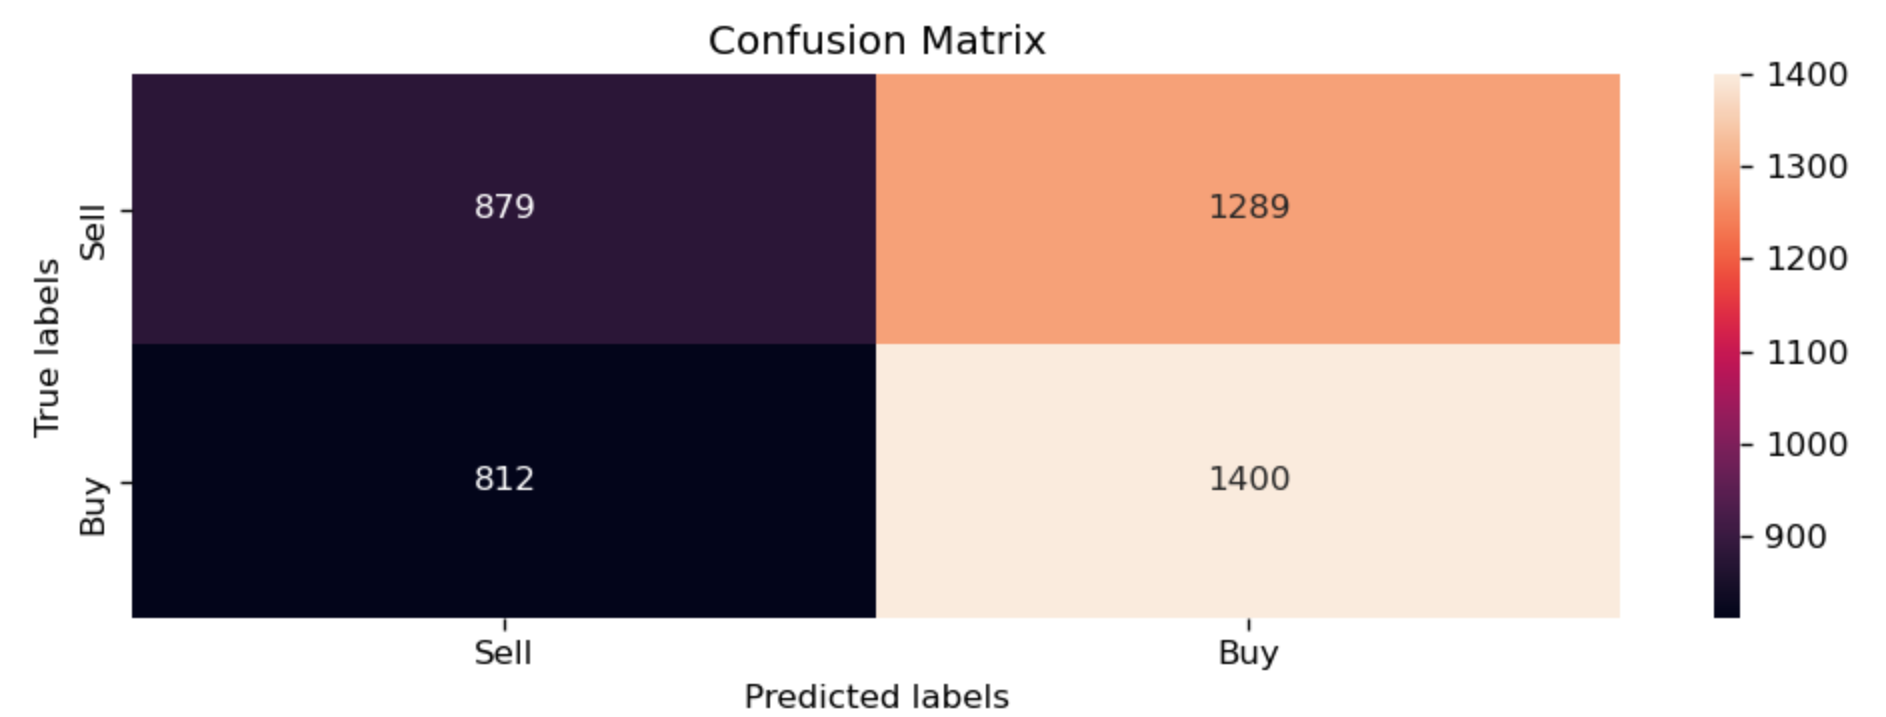 Confusion Matrix
True labels
Sell
Buy
879
1289
812
1400
Sell
Buy
Predicted labels
1400
1300
1200
1100
1000
900